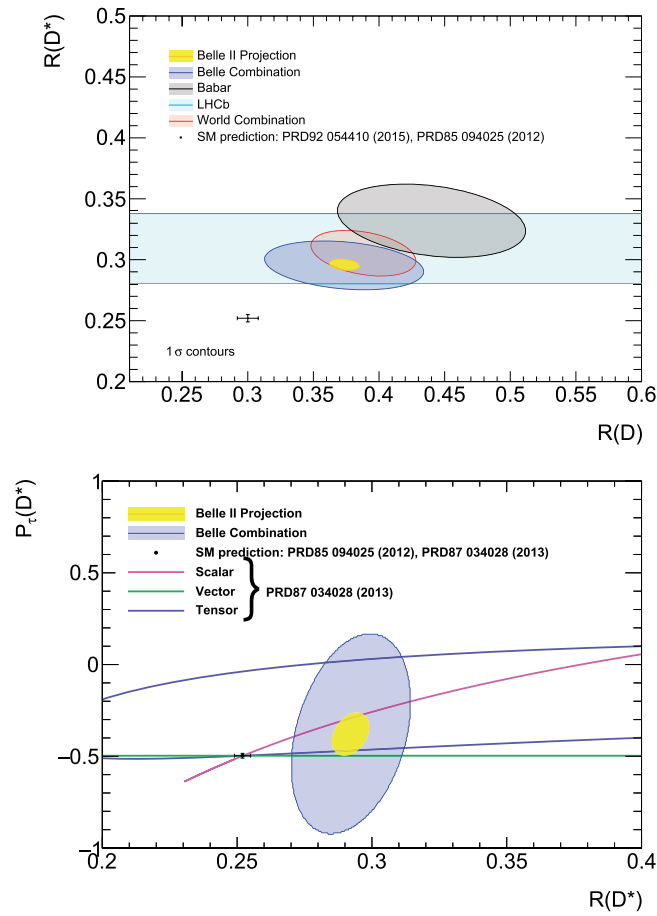 R(D*)
0.5
0.45
0.4
0.35
0.3
0.25
0.2
Belle II Projection
Belle Combination
Babar
LHCb
World Combination
SM prediction: PRD92 054410 (2015), PRD85 094025 (2012)
1 σ contours
0.25 0.3 0.35 0.4 0.45 0.5 0.55 0.6
R(D)
Pτ(D*)
1
0.5
0
−0.5
−1
Belle II Projection
Belle Combination
SM prediction: PRD85 094025 (2012), PRD87 034028 (2013)
Scalar
Vector
Tensor
} PRD87 034028 (2013)
0.2 0.25 0.3 0.35 0.4
R(D*)